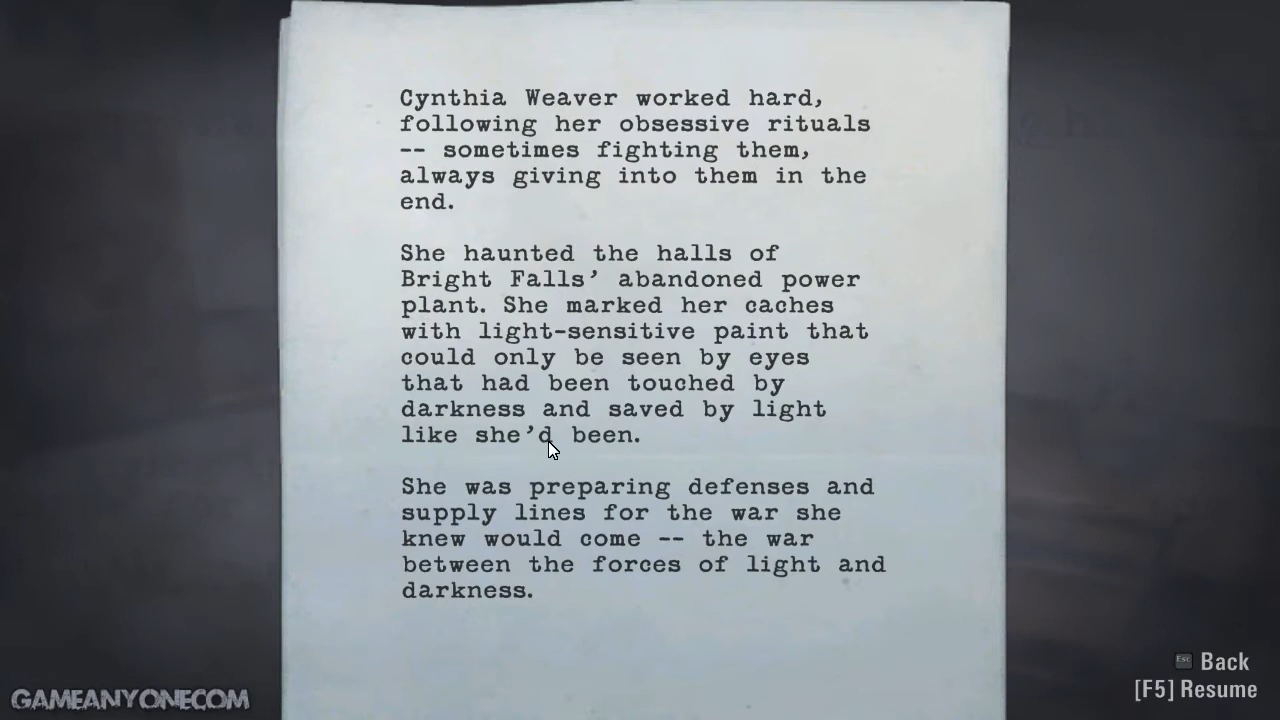 Cynthia Weaver worked hard,
following her obsessive rituals
-- sometimes fighting them,
always giving into them in the
end.
She haunted the halls of
Bright Falls’ abandoned power
plant. She marked her caches
with light-sensitive paint that
could only be seen by eyes
that had been touched by
darkness and saved by light
like she’d been.
She was preparing defenses and
supply lines for the war she
knew would come -- the war
between the forces of light and
darkness.
Esc Back
[F5] Resume
GAMEANYONECOM